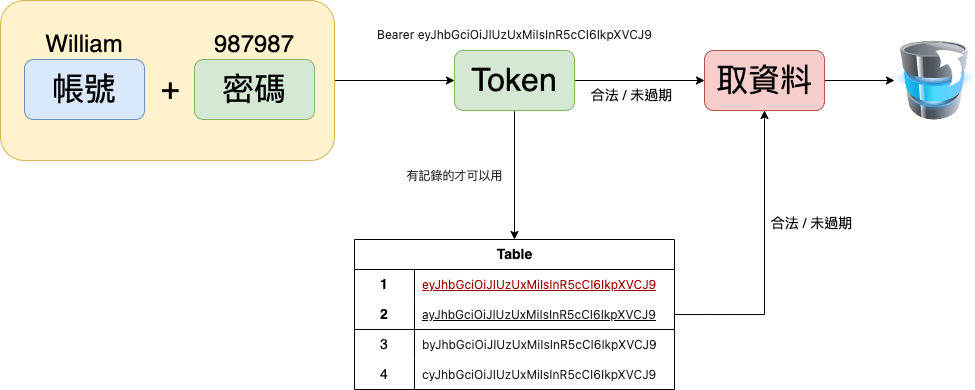 William
987987
帳號
+
密碼
Bearer eyJhbGciOiJIUzUxMiIsInR5cCI6IkpXVCJ9
Token
合法 / 未過期
取資料
有記錄的才可以用
合法 / 未過期
Table
1 eyJhbGciOiJIUzUxMiIsInR5cCI6IkpXVCJ9
2 ayJhbGciOiJIUzUxMiIsInR5cCI6IkpXVCJ9
3 byJhbGciOiJIUzUxMiIsInR5cCI6IkpXVCJ9
4 cyJhbGciOiJIUzUxMiIsInR5cCI6IkpXVCJ9